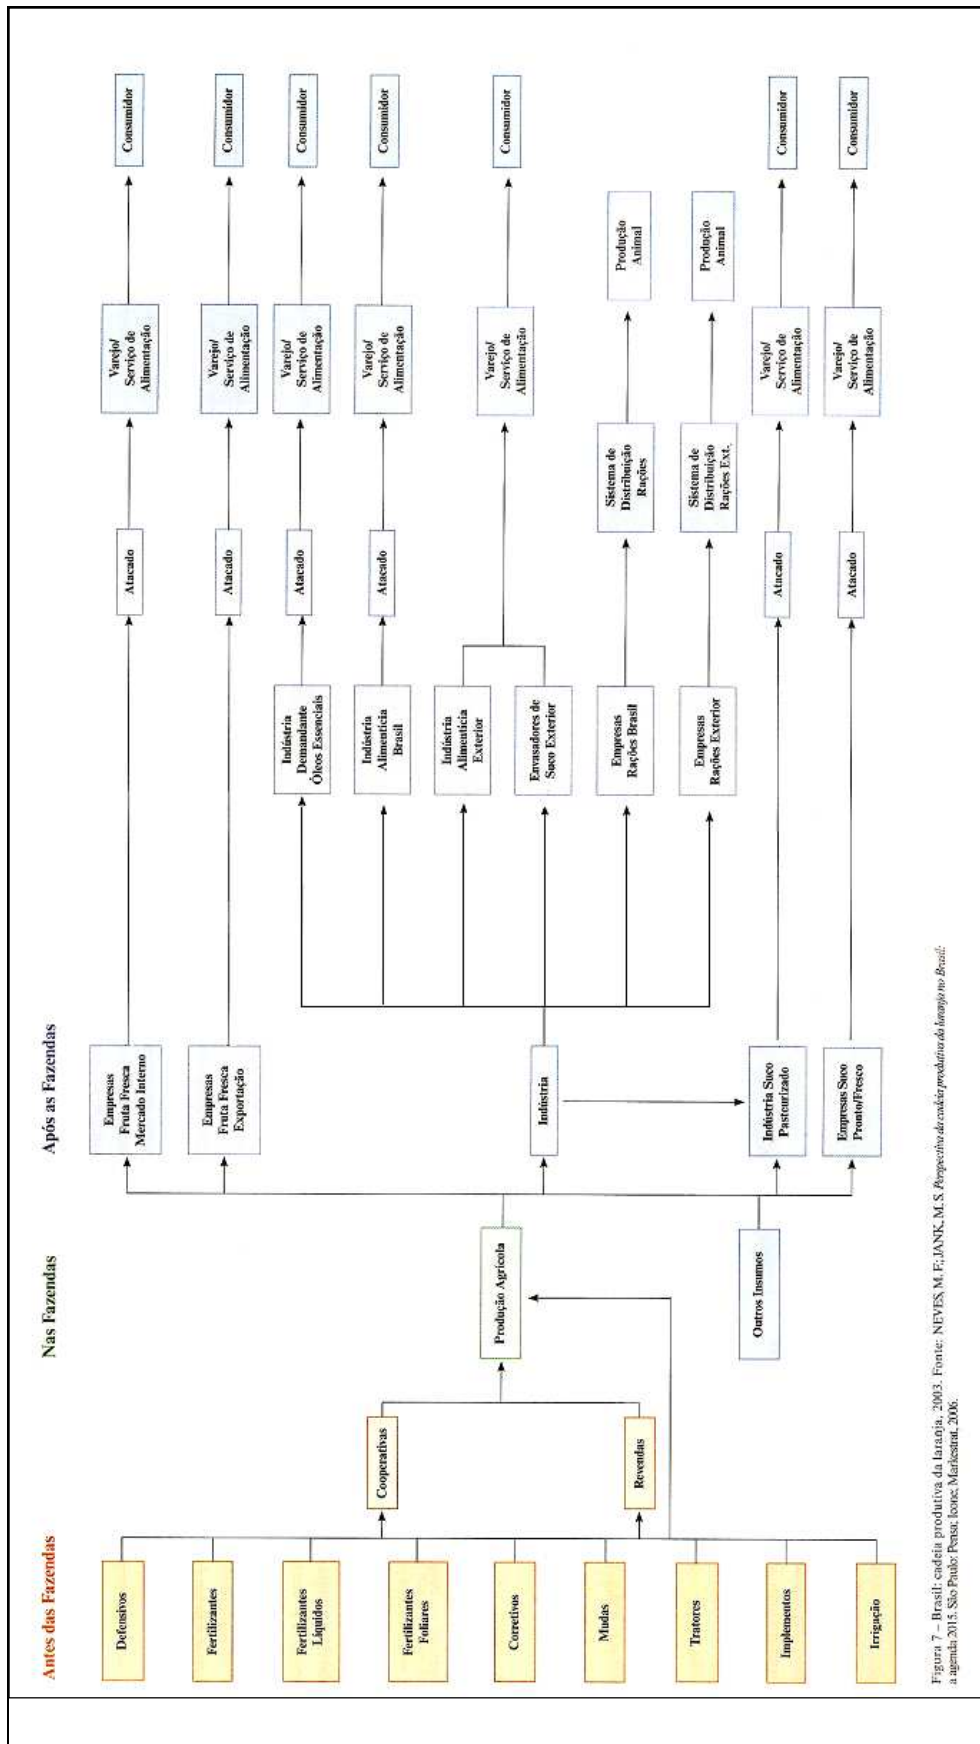 Antes das Fazendas
Nas Fazendas
Após as Fazendas
Defensivos
Fertilizantes
Fertilizantes
Líquidos
Fertilizantes
Foliares
Corretivos
Mudas
Tratores
Implementos
Irrigação
Cooperativas
Revendas
Produção Agrícola
Outros Insumos
Empresas
Fruta Fresca
Mercado Interno
Empresas
Fruta Fresca
Exportação
Indústria
Indústria Suco
Pasteurizado
Empresas Suco
Pronto/Fresco
Indústria
Demandante
Óleos Essenciais
Indústria
Alimentícia
Brasil
Indústria
Alimentícia
Exterior
Envasadores de
Suco Exterior
Empresas
Rações Brasil
Empresas
Rações Exterior
Atacado
Atacado
Atacado
Atacado
Atacado
Atacado
Sistema de
Distribuição
Rações
Sistema de
Distribuição
Rações Ext.
Varejo/
Serviço de
Alimentação
Varejo/
Serviço de
Alimentação
Varejo/
Serviço de
Alimentação
Varejo/
Serviço de
Alimentação
Varejo/
Serviço de
Alimentação
Varejo/
Serviço de
Alimentação
Varejo/
Serviço de
Alimentação
Produção
Animal
Produção
Animal
Consumidor
Consumidor
Consumidor
Consumidor
Consumidor
Consumidor
Consumidor
Figura 7 – Brasil: cadeia produtiva da laranja, 2003. Fonte: NEVES, M. F.; JANK, M. S. Perspectiva da cadeia produtiva da laranja no Brasil:
a agenda 2015. São Paulo: Pensa; Icone; Markestrat, 2006.